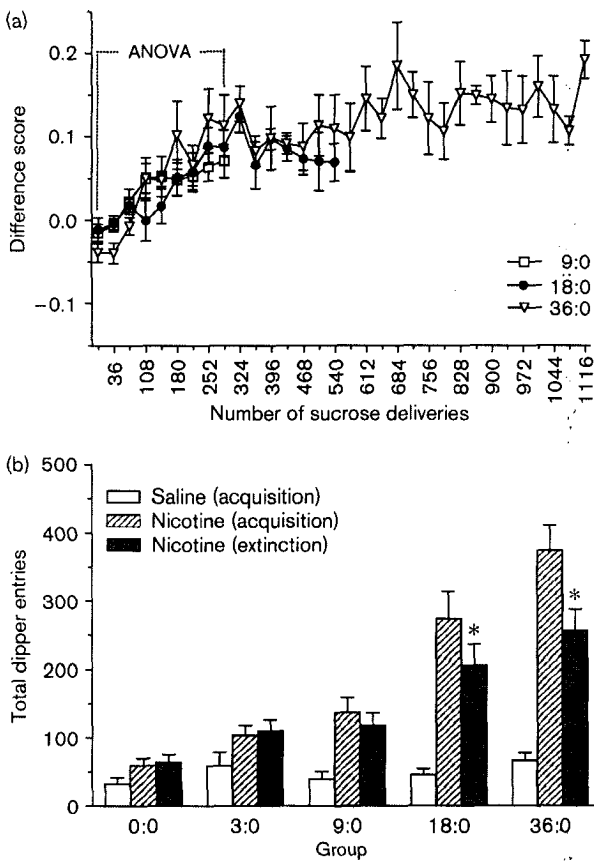 (a)
0.2
0.1
0.0
−0.1
Difference score
ANOVA
9:0
18:0
36:0
36 108 180 252 324 396 468 540 612 684 756 828 900 972 1044 1116
Number of sucrose deliveries
(b)
500
400
300
200
100
0
Total dipper entries
Saline (acquisition)
Nicotine (acquisition)
Nicotine (extinction)
* *
0:0 3:0 9:0 18:0 36:0
Group